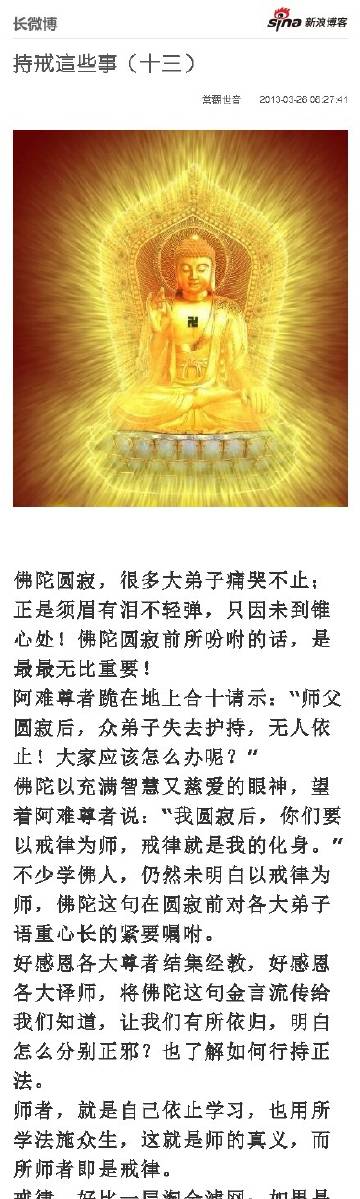 长微博
sina 新浪博客
持戒這些事（十三）
2013-03-26 08:27:41
卍
佛陀圆寂，很多大弟子痛哭不止；
正是须眉有泪不轻弹，只因未到锥
心处！佛陀圆寂前所吩咐的话，是
最最无比重要！
阿难尊者跪在地上合十请示：“师父
圆寂后，众弟子失去护持，无人依
止！大家应该怎么办呢？”
佛陀以充满智慧又慈爱的眼神，望
着阿难尊者说：“我圆寂后，你们要
以戒律为师，戒律就是我的化身。”
不少学佛人，仍然未明白以戒律为
师，佛陀这句在圆寂前对各大弟子
语重心长的紧要嘱咐。
好感恩各大尊者结集经教，好感恩
各大译师，将佛陀这句金言流传给
我们知道，让我们有所依归，明白
怎么分别正邪？也了解如何行持正
法。
师者，就是自己依止学习，也用所
学法施众生，这就是师的真义，而
所师者即是戒律。
戒律，好比一层淘金滤网，如果是